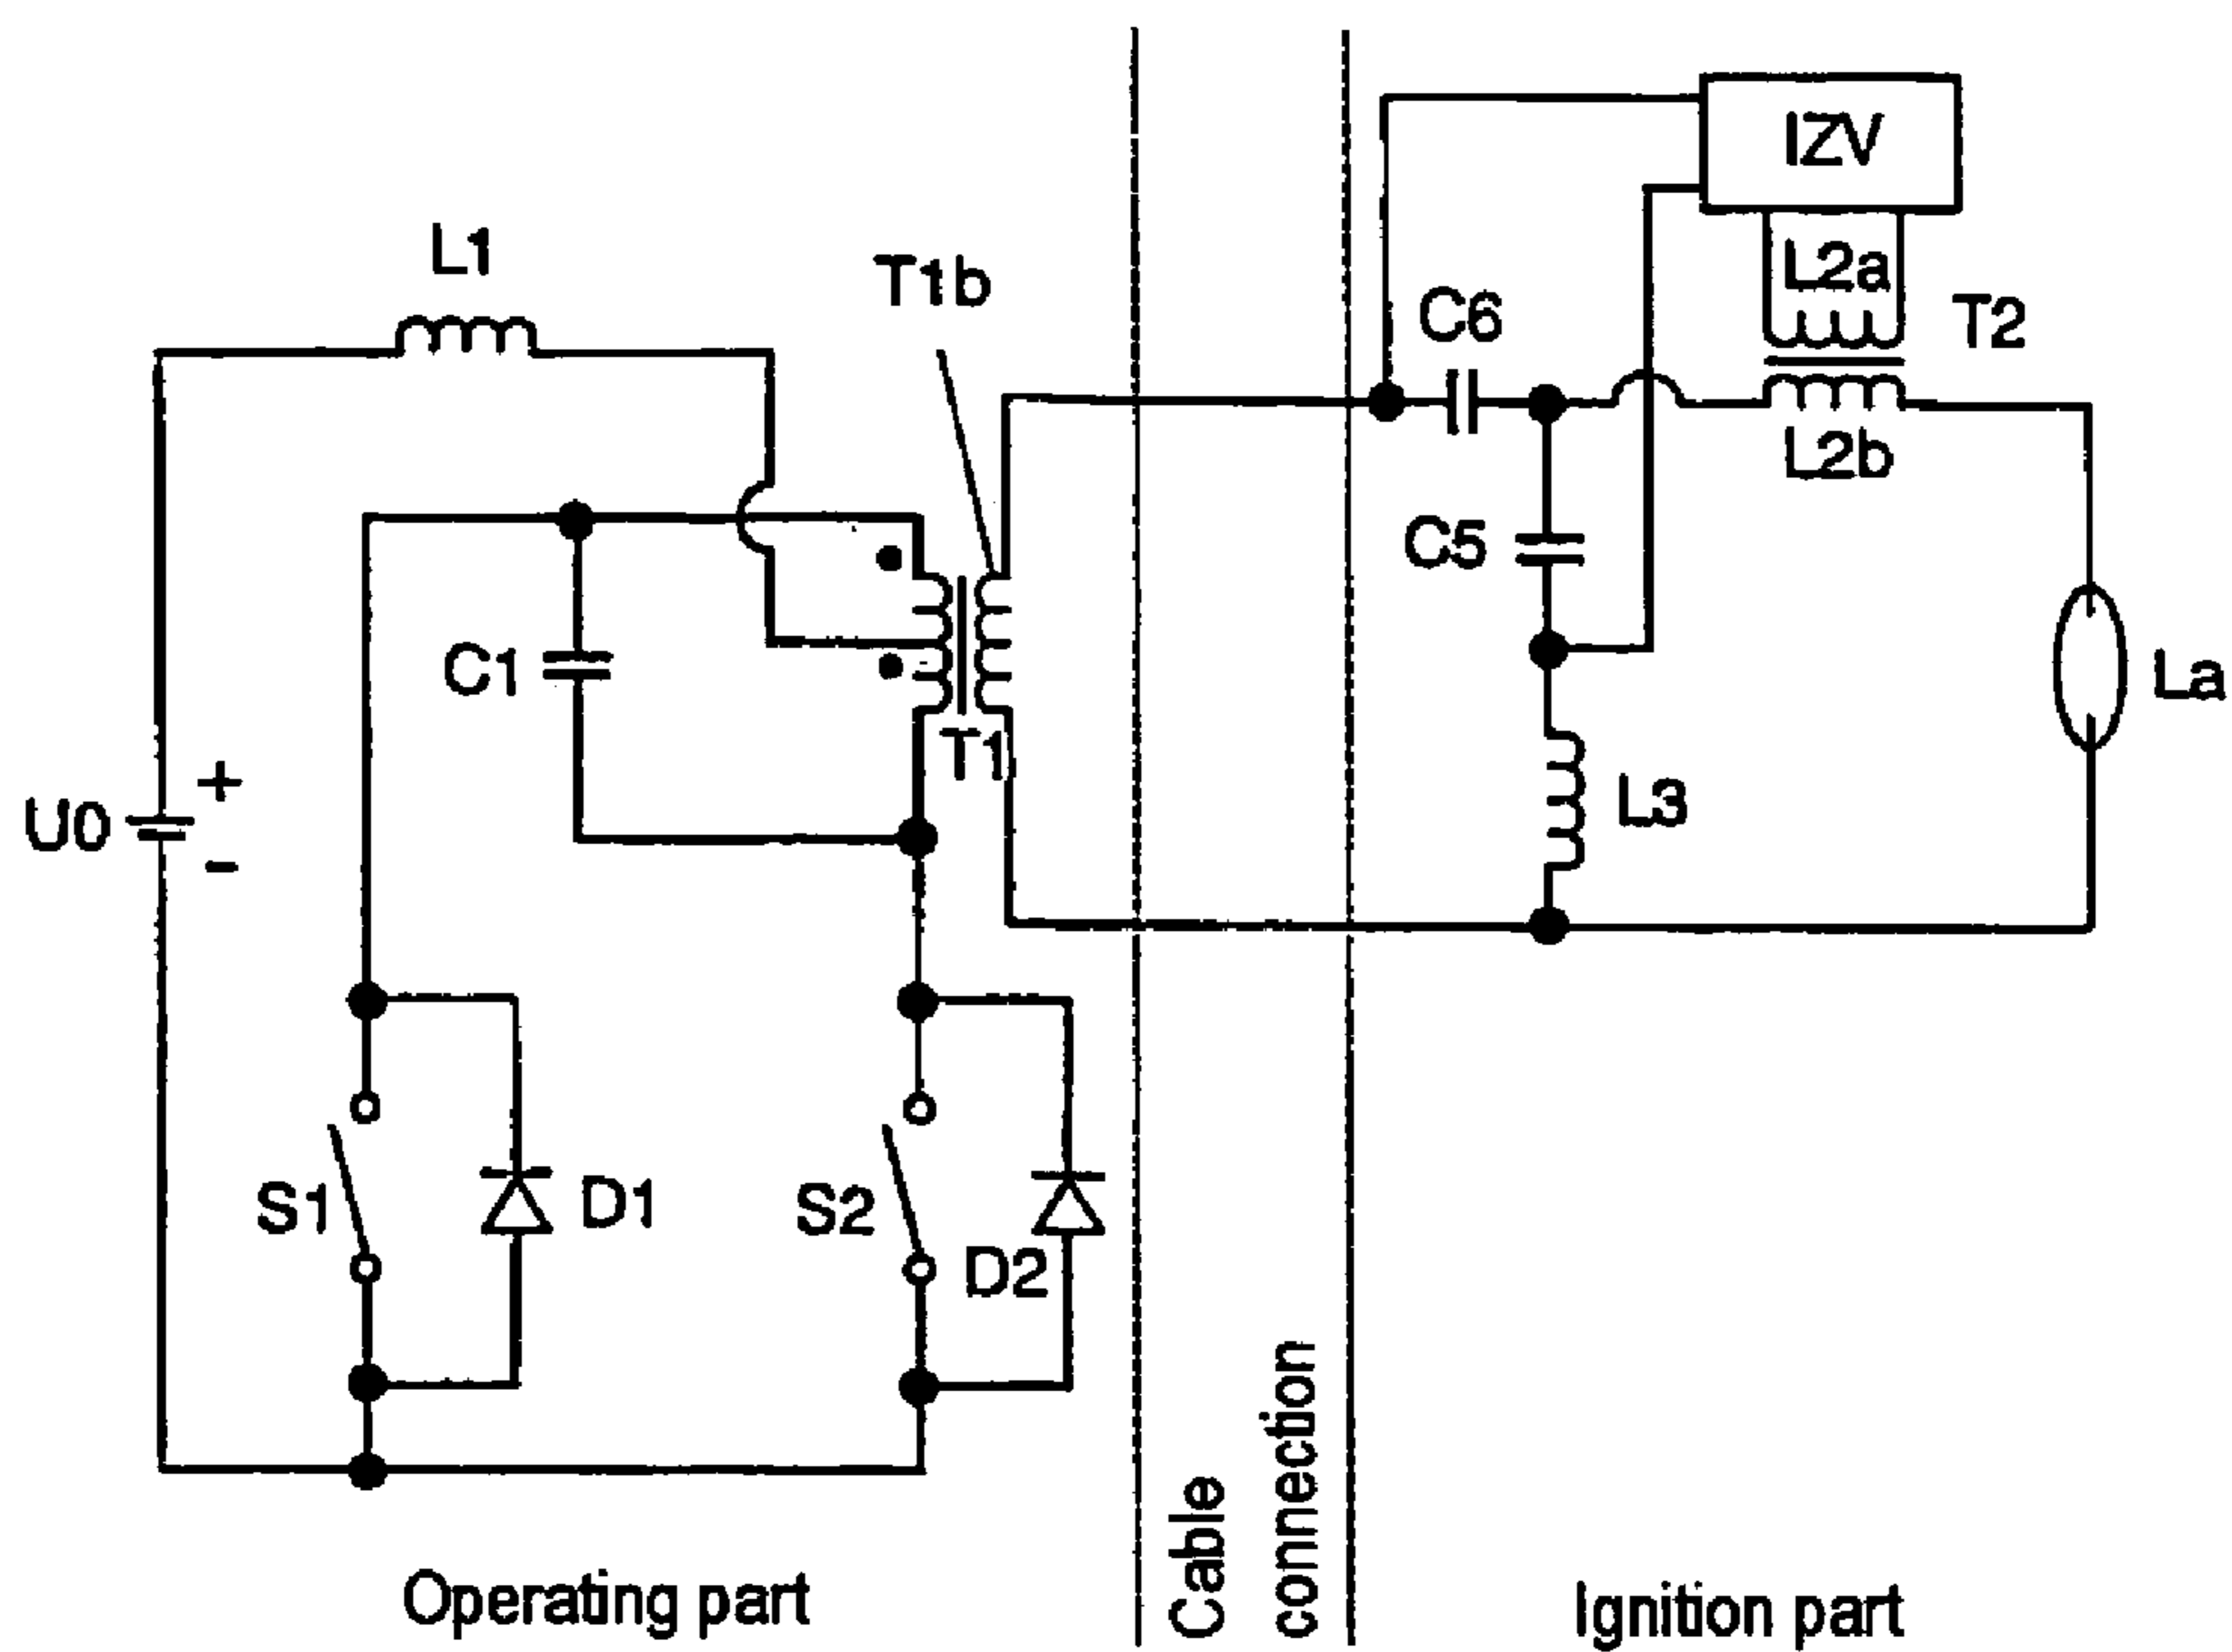 IZV
L1
T1b
L2a
C6
T2
L2b
C5
C1
La
T1
L3
+
U0
-
S1
D1
S2
D2
Cable
connection
Operating part
Ignition part